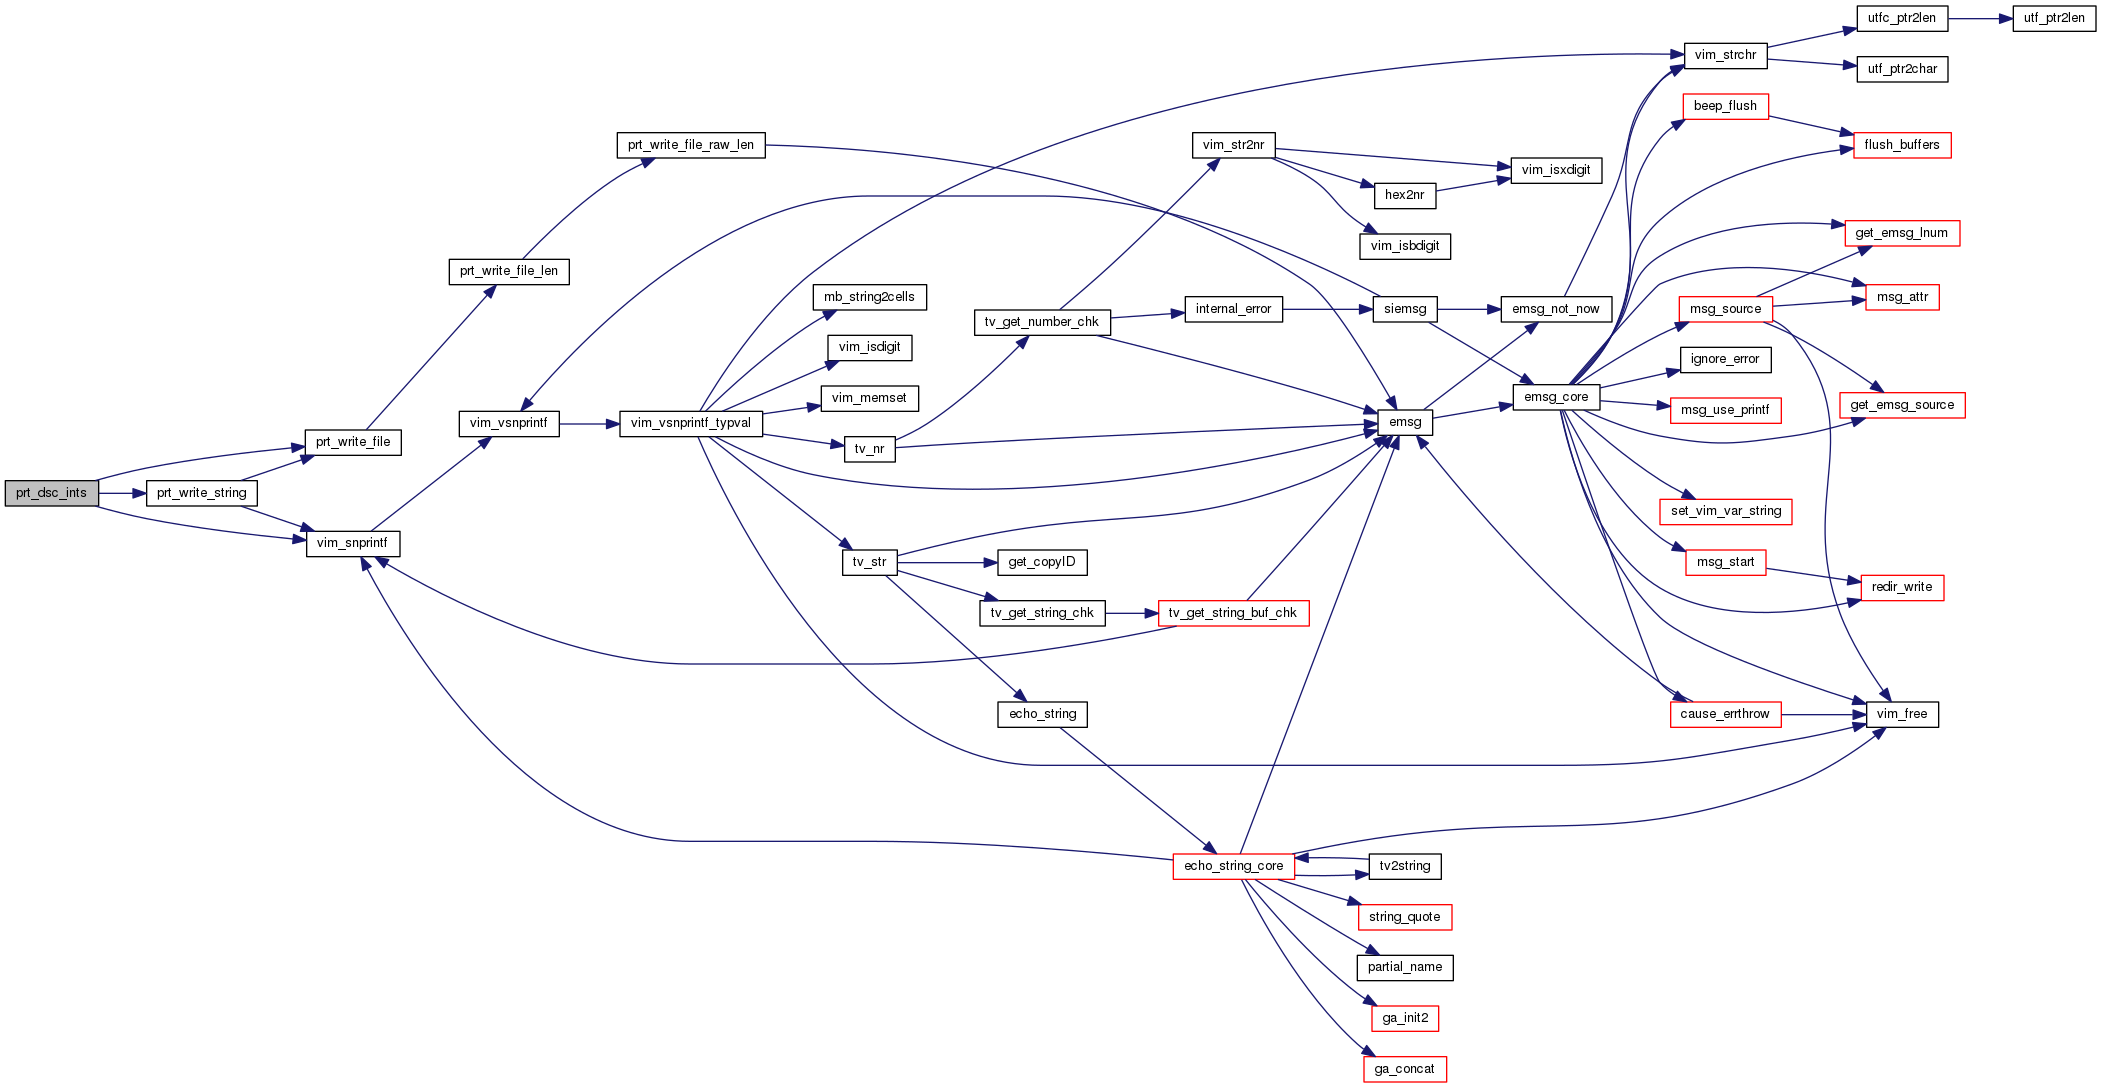 utfc_ptr2len
utf_ptr2len
vim_strchr
utf_ptr2char
beep_flush
prt_write_file_raw_len
vim_str2nr
flush_buffers
vim_isxdigit
hex2nr
get_emsg_lnum
vim_isbdigit
prt_write_file_len
mb_string2cells
msg_attr
internal_error
siemsg
emsg_not_now
msg_source
tv_get_number_chk
vim_isdigit
ignore_error
vim_memset
emsg_core
msg_use_printf
get_emsg_source
vim_vsnprintf
vim_vsnprintf_typval
emsg
prt_write_file
tv_nr
prt_dsc_ints
prt_write_string
set_vim_var_string
vim_snprintf
tv_str
get_copyID
msg_start
redir_write
tv_get_string_chk
tv_get_string_buf_chk
echo_string
cause_errthrow
vim_free
echo_string_core
tv2string
string_quote
partial_name
ga_init2
ga_concat